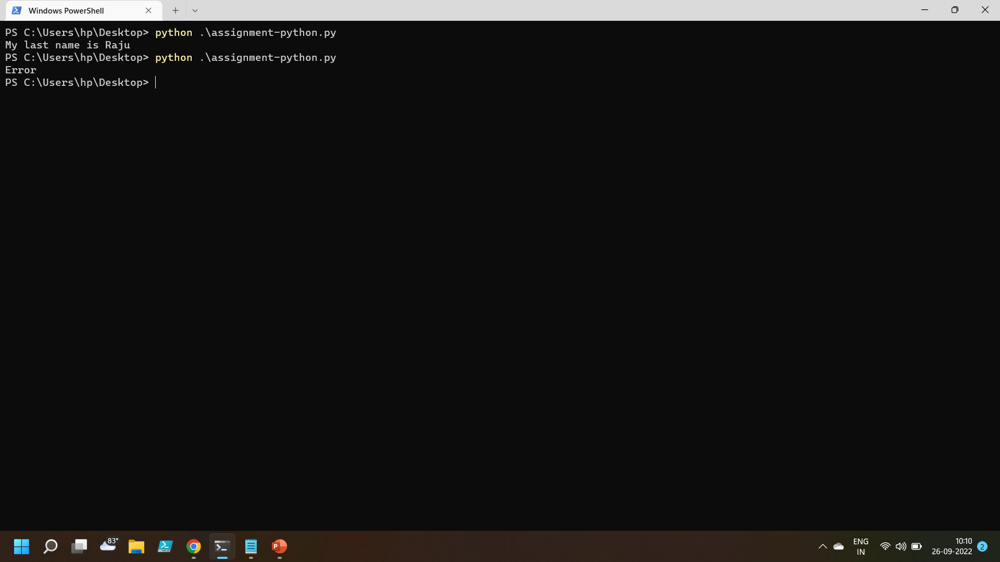 Windows PowerShell
PS C:\Users\hp\Desktop> python .\assignment-python.py
My last name is Raju
PS C:\Users\hp\Desktop> python .\assignment-python.py
Error
PS C:\Users\hp\Desktop>
83°
P
ENG
IN
10:10
26-09-2022
2